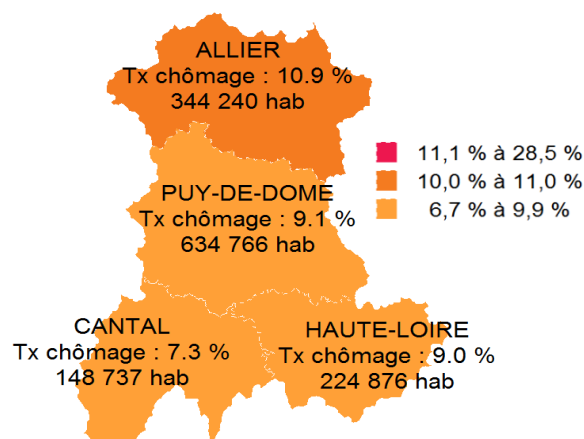 ALLIER
Tx chômage : 10.9 %
344 240 hab
11,1 % à 28,5 %
10,0 % à 11,0 %
6,7 % à 9,9 %
PUY-DE-DOME
Tx chômage : 9.1 %
634 766 hab
CANTAL
Tx chômage : 7.3 %
148 737 hab
HAUTE-LOIRE
Tx chômage : 9.0 %
224 876 hab